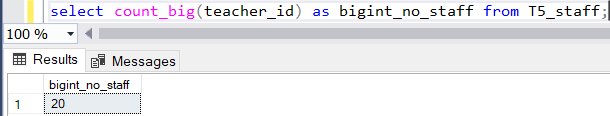 select count_big(teacher_id) as bigint_no_staff from T5_staff;
100 %
Results Messages
bigint_no_staff
1 20